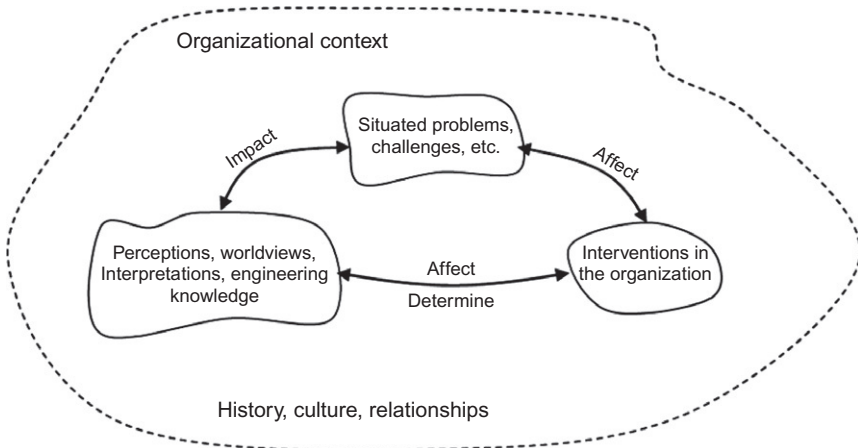 Organizational context
Situated problems,
challenges, etc.
Impact
Affect
Perceptions, worldviews,
Interpretations, engineering
knowledge
Affect
Determine
Interventions in
the organization
History, culture, relationships